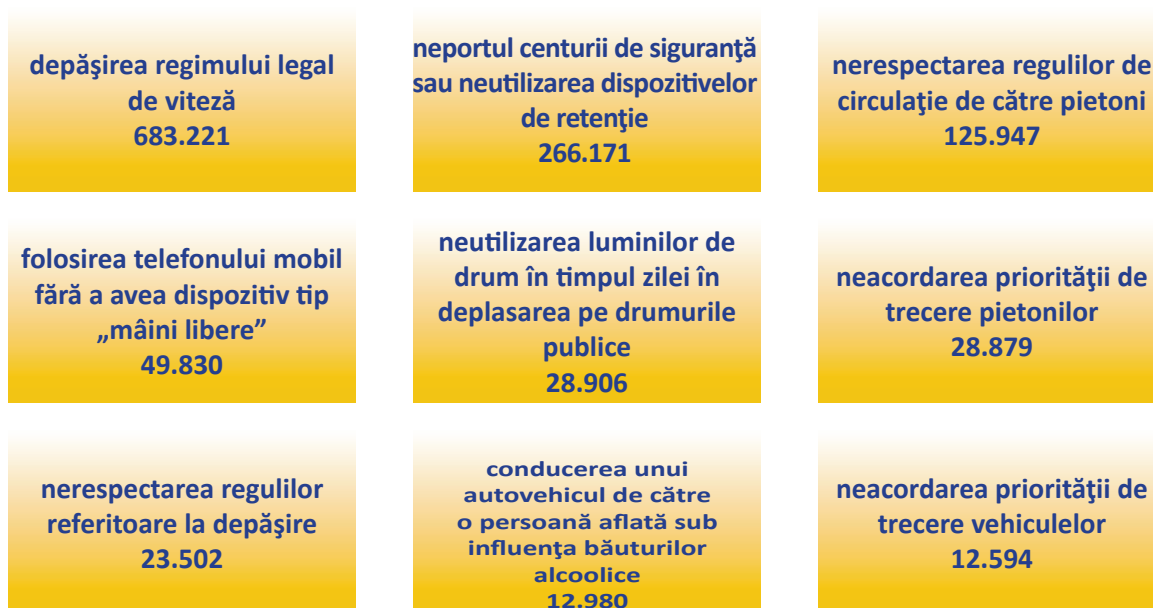 depăşirea regimului legal
de viteză
683.221
neportul centurii de siguranţă
sau neutilizarea dispozitivelor
de retenţie
266.171
nerespectarea regulilor de
circulaţie de către pietoni
125.947
folosirea telefonului mobil
fără a avea dispozitiv tip
„mâini libere”
49.830
neutilizarea luminilor de
drum în timpul zilei în
deplasarea pe drumurile
publice
28.906
neacordarea priorităţii de
trecere pietonilor
28.879
nerespectarea regulilor
referitoare la depăşire
23.502
conducerea unui
autovehicul de către
o persoană aflată sub
influenţa băuturilor
alcoolice
12.980
neacordarea priorităţii de
trecere vehiculelor
12.594